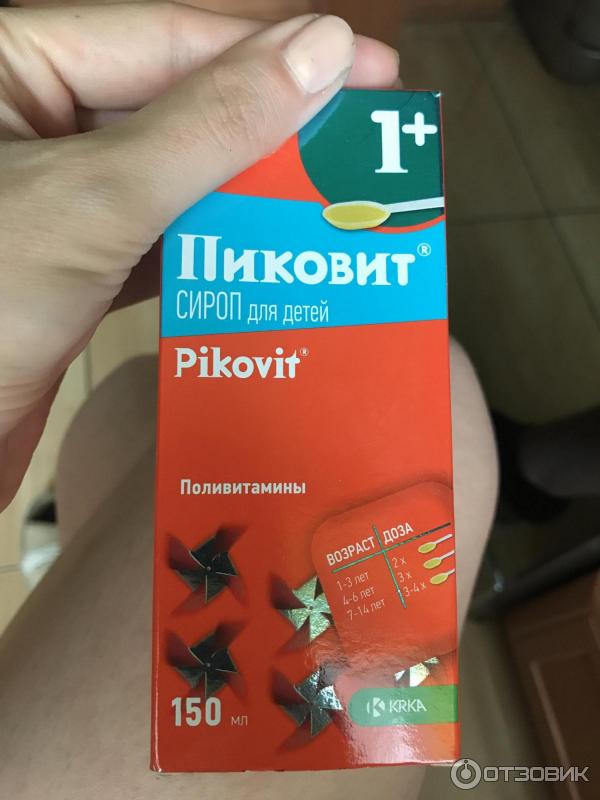 1+
Пиковит®
СИРОП для детей
Pikovit®
Поливитамины
ВОЗРАСТ ДОЗА
1-3 лет 2 х
4-6 лет 3 х
7-14 лет 3-4 х
150 мл
KRKA
ОТЗОВИК